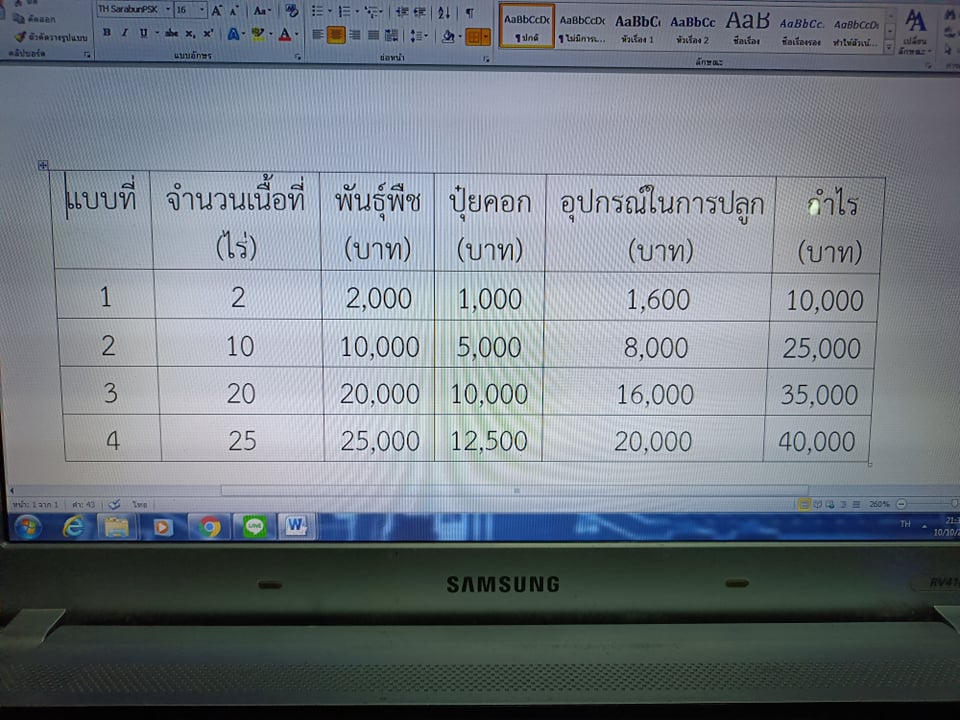 คัดลอก
ตัวคัดวางรูปแบบ
คลิปบอร์ด
TH SarabunPSK 16
B I U abc x₂ x²
แบบอักษร
ย่อหน้า
AaBbCcDc AaBbCcDc AaBbC AaBbCc AaB AaBbCc. AaBbCcDc
¶ ปกติ ¶ ไม่มีการเ... หัวเรื่อง 1 หัวเรื่อง 2 ชื่อเรื่อง ชื่อเรื่องรอง ทำให้ตัวเน้...
เปลี่ยน
ลักษณะ
ลักษณะ
แบบที่ จำนวนเนื้อที่ พันธุ์พืช ปุ๋ยคอก อุปกรณ์ในการปลูก กำไร
(ไร่) (บาท) (บาท) (บาท) (บาท)
1 2 2,000 1,000 1,600 10,000
2 10 10,000 5,000 8,000 25,000
3 20 20,000 10,000 16,000 35,000
4 25 25,000 12,500 20,000 40,000
หน้า: 1 จาก 1 คำ: 43 ไทย 260%
LINE W TH
10/10/
SAMSUNG